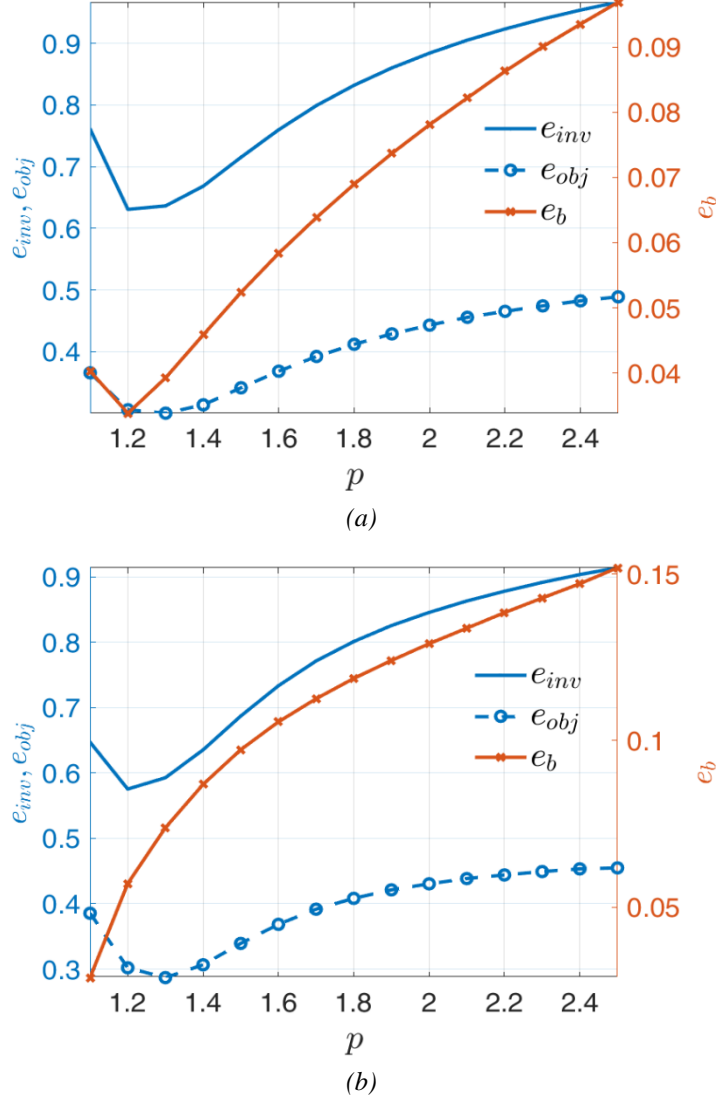 0.9
0.8
0.7
0.6
0.5
0.4
e_inv, e_obj
0.09
0.08
0.07
0.06
0.05
0.04
e_b
e_inv
e_obj
e_b
1.2 1.4 1.6 1.8 2 2.2 2.4
p
(a)
0.9
0.8
0.7
0.6
0.5
0.4
0.3
e_inv, e_obj
0.15
0.1
0.05
e_b
e_inv
e_obj
e_b
1.2 1.4 1.6 1.8 2 2.2 2.4
p
(b)